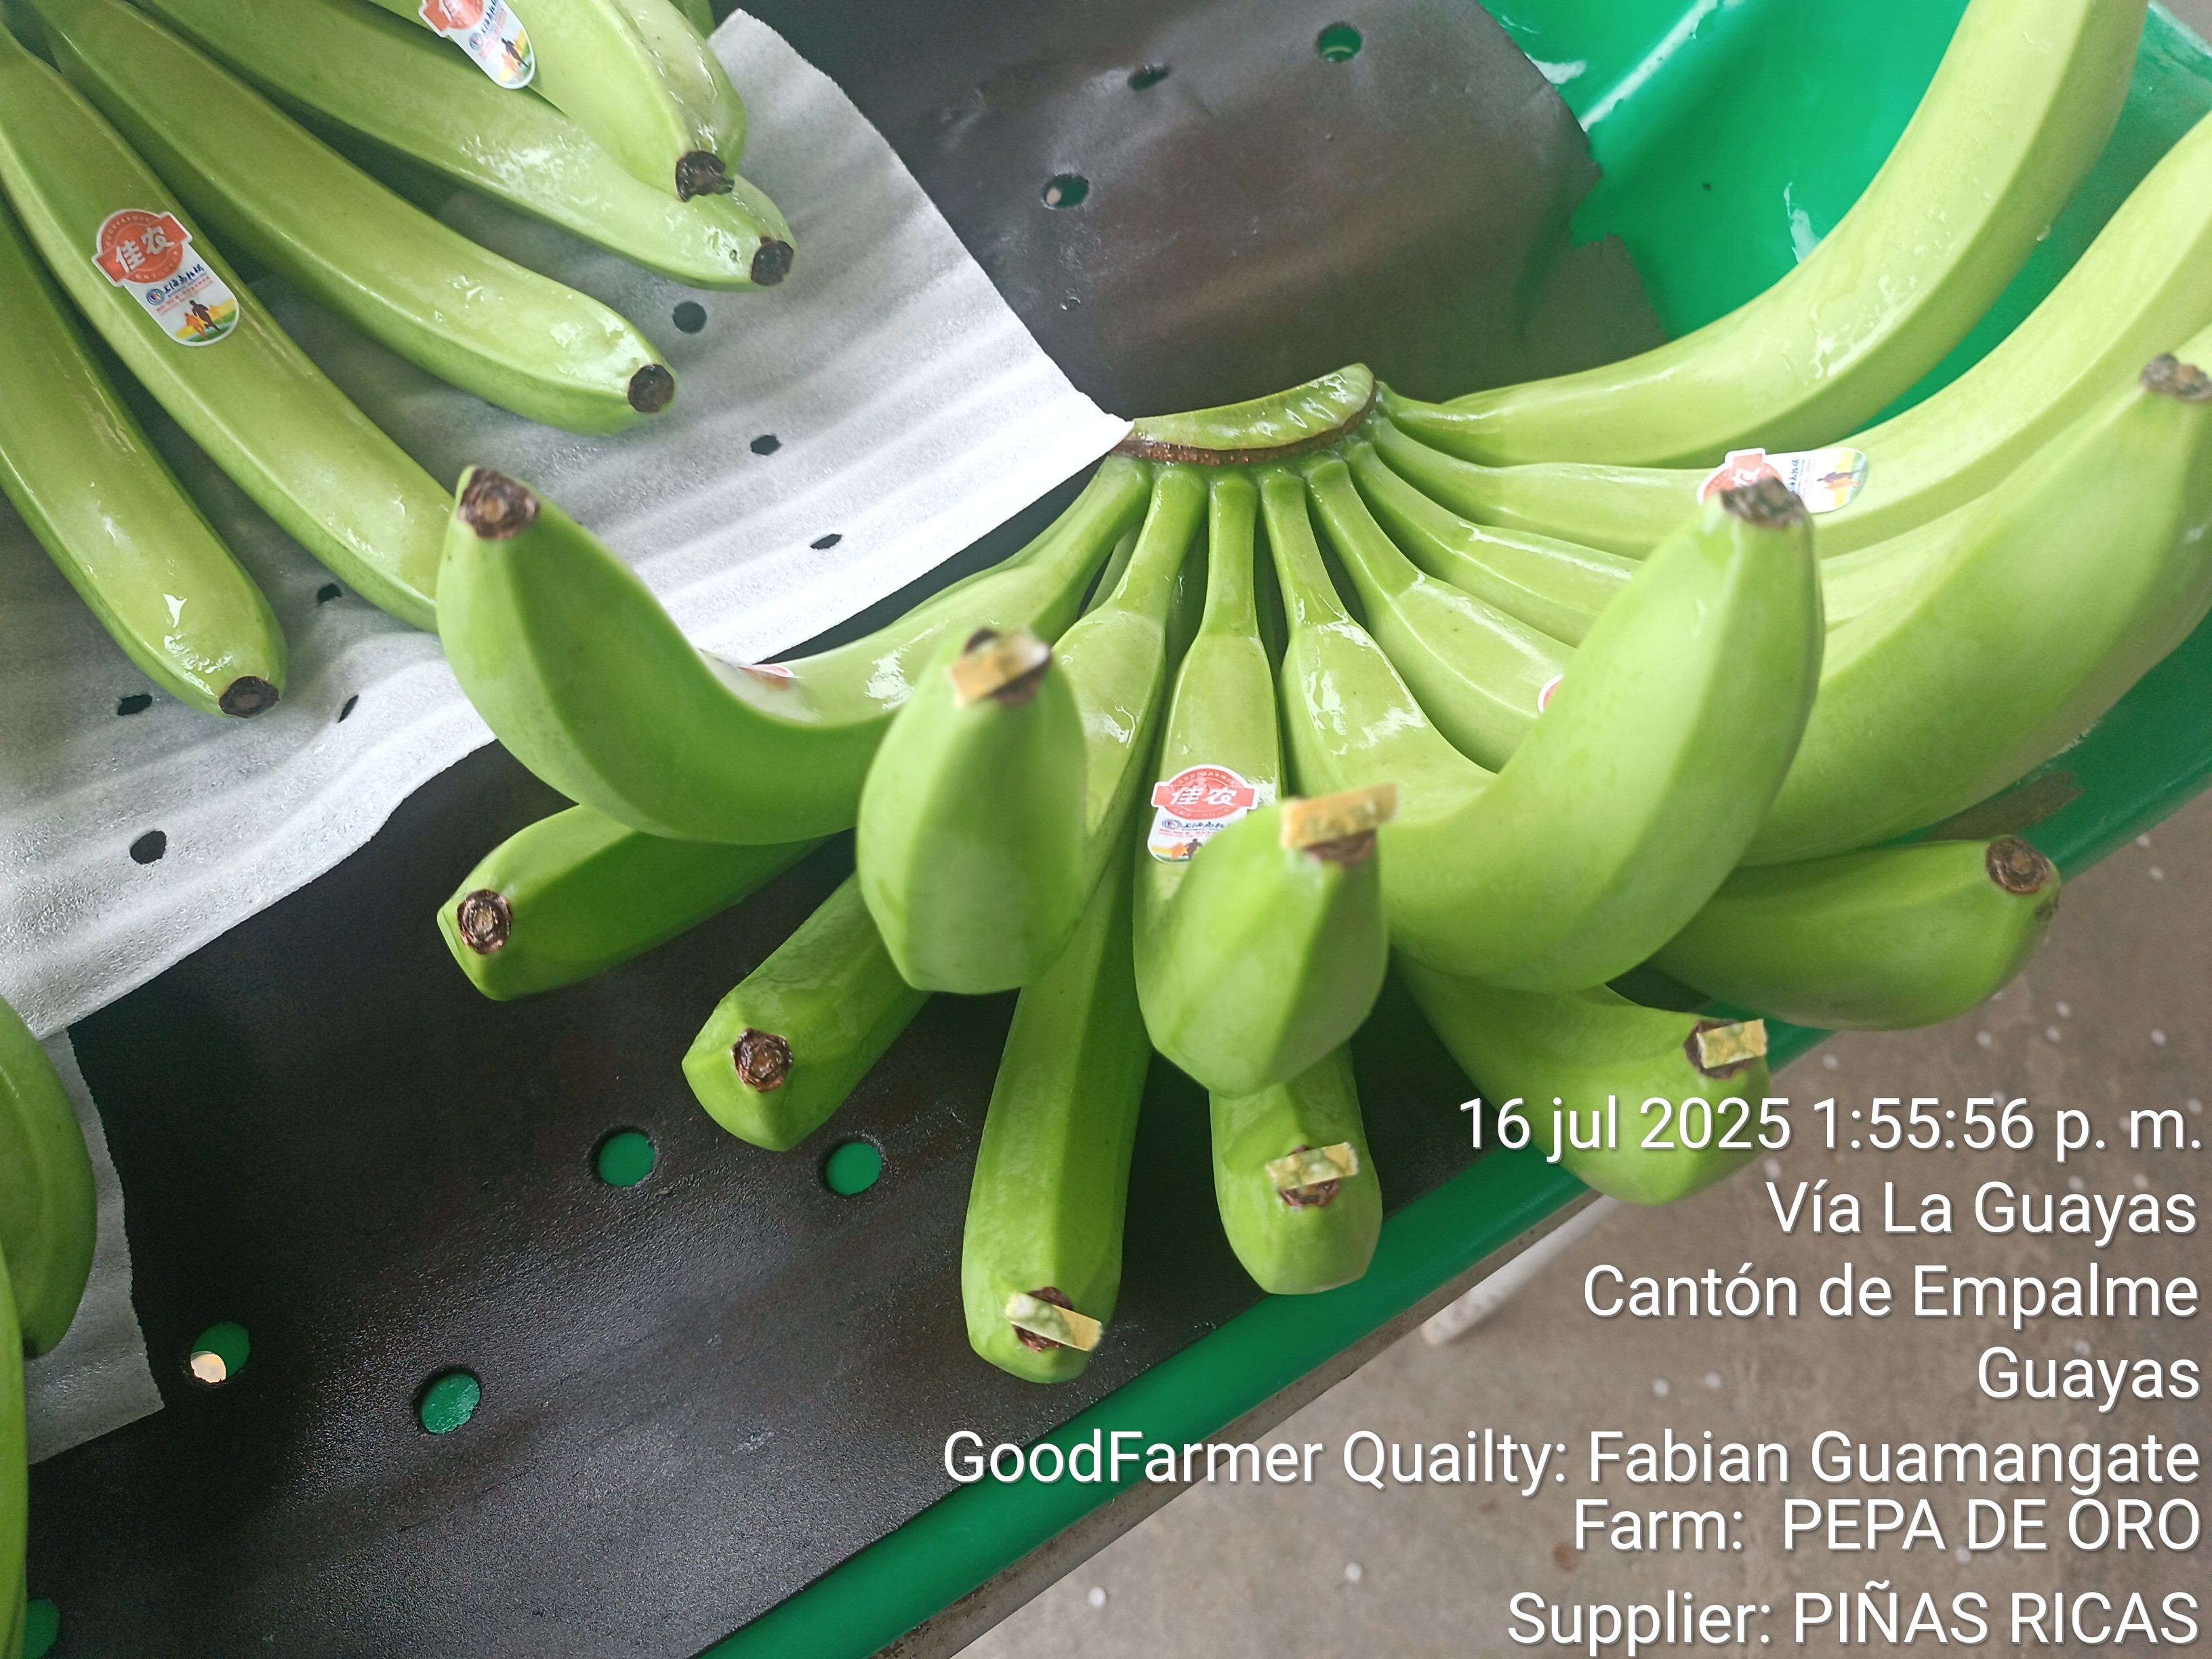 佳农
佳农
16 jul 2025 1:55:56 p. m.
Vía La Guayas
Cantón de Empalme
Guayas
GoodFarmer Quailty: Fabian Guamangate
Farm: PEPA DE ORO
Supplier: PIÑAS RICAS